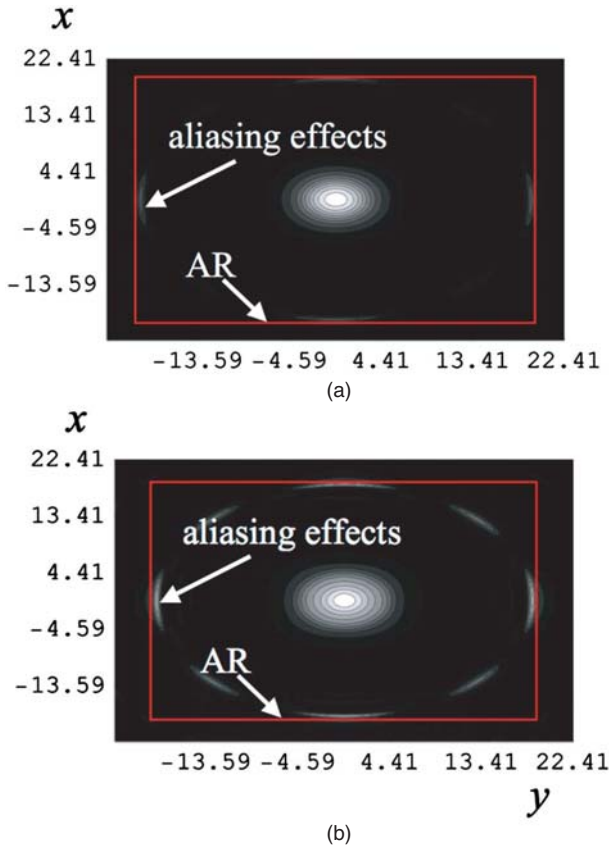 x
22.41
13.41
aliasing effects
4.41
-4.59
AR
-13.59
-13.59 -4.59 4.41 13.41 22.41
(a)
x
22.41
13.41
aliasing effects
4.41
-4.59
AR
-13.59
-13.59 -4.59 4.41 13.41 22.41
y
(b)